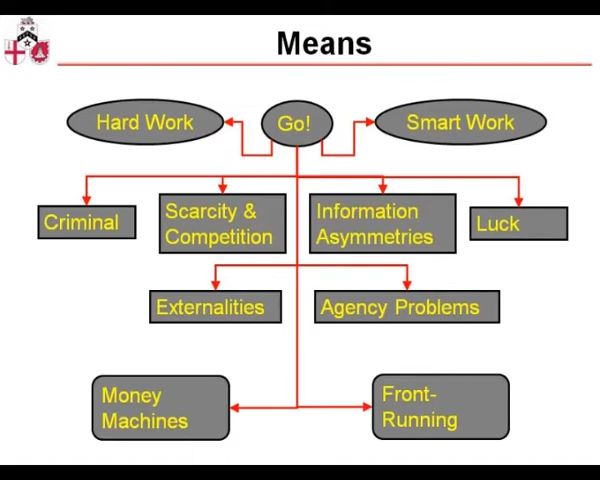 Means
Hard Work
Go!
Smart Work
Criminal
Scarcity &
Competition
Information
Asymmetries
Luck
Externalities
Agency Problems
Money
Machines
Front-
Running